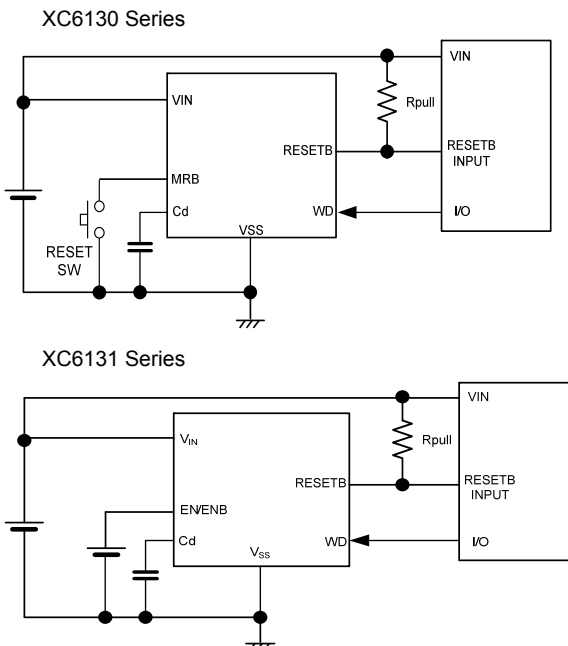 XC6130 Series
VIN
VIN
Rpull
RESETB
RESETB
INPUT
MRB
Cd
WD
I/O
VSS
RESET
SW
XC6131 Series
VIN
VIN
Rpull
RESETB
RESETB
INPUT
EN/ENB
Cd
WD
I/O
VSS